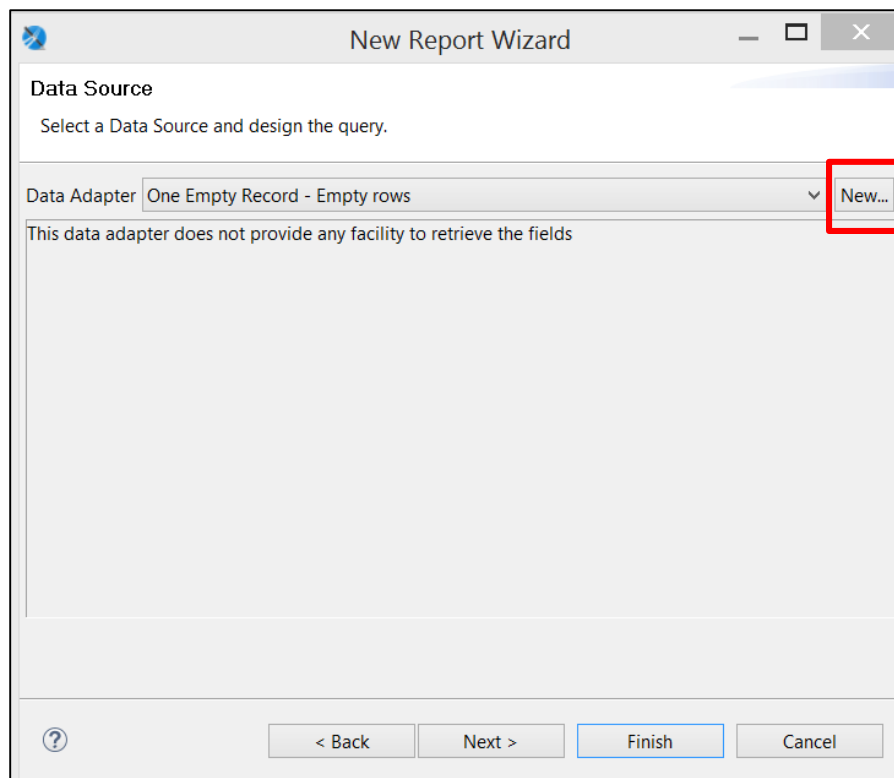 New Report Wizard
Data Source
Select a Data Source and design the query.
Data Adapter One Empty Record - Empty rows New...
This data adapter does not provide any facility to retrieve the fields
? < Back Next > Finish Cancel